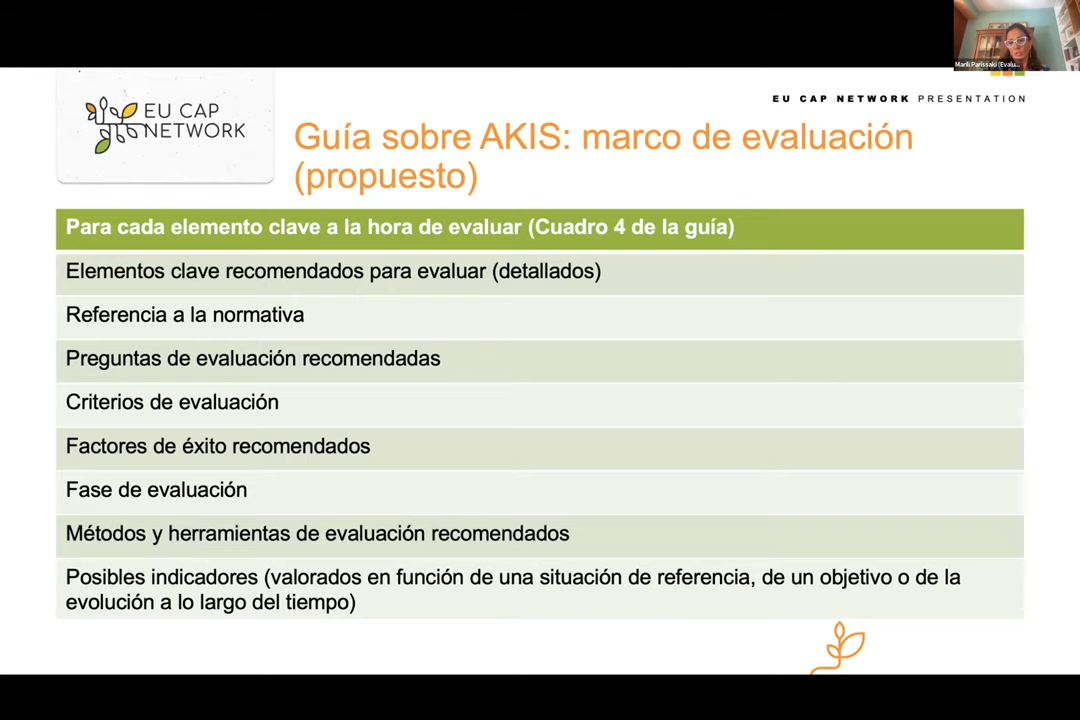 Marili Parissaki (Evalu...
EU CAP NETWORK PRESENTATION
EU CAP
NETWORK
Guía sobre AKIS: marco de evaluación
(propuesto)
Para cada elemento clave a la hora de evaluar (Cuadro 4 de la guía)
Elementos clave recomendados para evaluar (detallados)
Referencia a la normativa
Preguntas de evaluación recomendadas
Criterios de evaluación
Factores de éxito recomendados
Fase de evaluación
Métodos y herramientas de evaluación recomendados
Posibles indicadores (valorados en función de una situación de referencia, de un objetivo o de la
evolución a lo largo del tiempo)